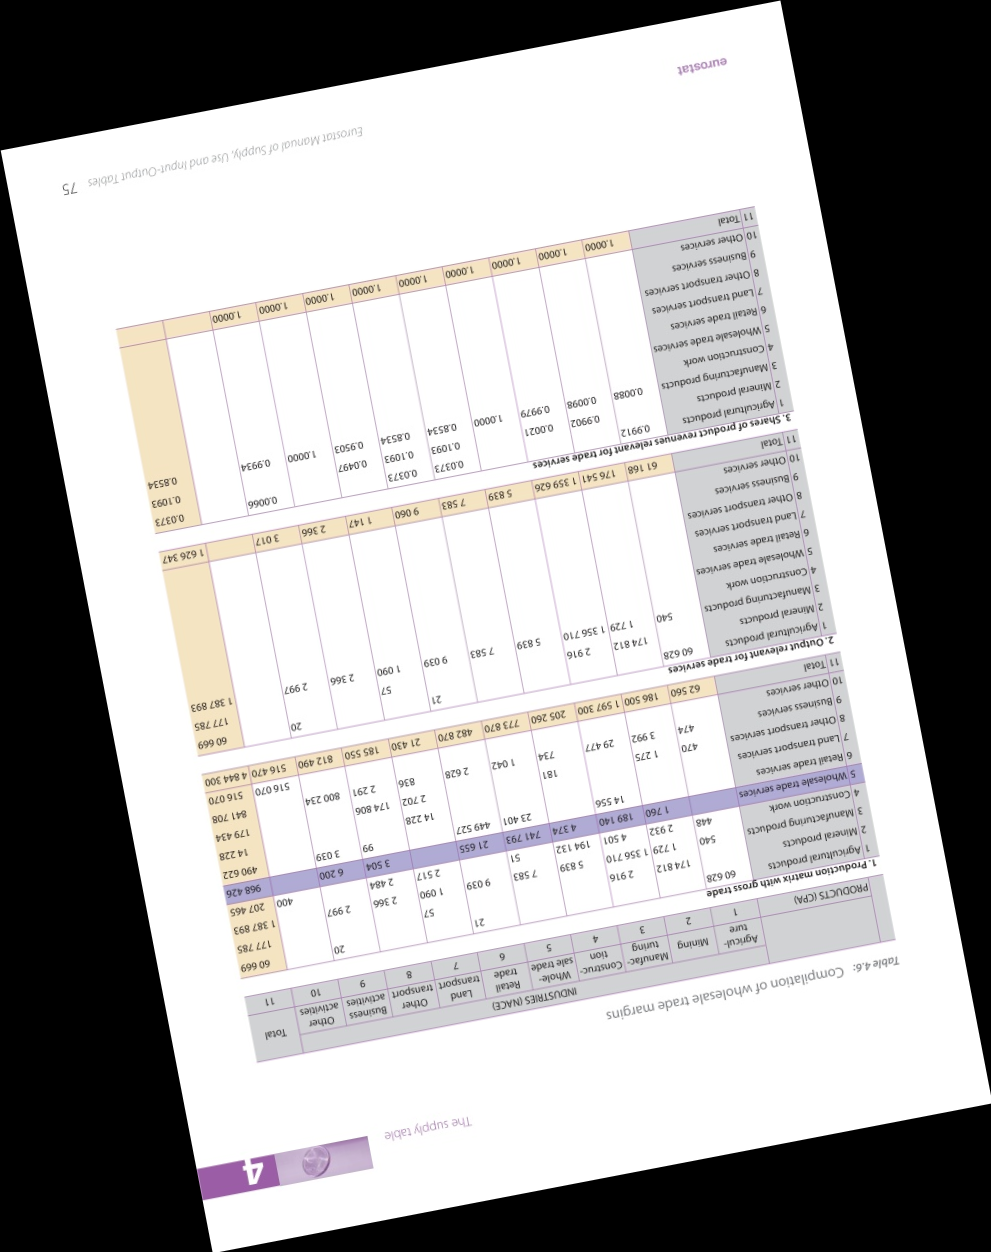 4
The supply table
Table 4.6: Compilation of wholesale trade margins
INDUSTRIES (NACE) Total
Agricul-ture Mining Manufac-turing Construc-tion Whole-sale trade Retail trade Land transport Other transport Business activities Other activities
PRODUCTS (CPA) 1 2 3 4 5 6 7 8 9 10 11
1. Production matrix with gross trade
1 Agricultural products 60 628 21 20 60 669
2 Mineral products 174 812 2 916 57 177 785
3 Manufacturing products 540 1 729 1 356 710 5 839 7 583 9 039 1 090 2 366 2 997 1 387 893
4 Construction work 448 2 932 4 501 194 132 51 2 517 2 484 400 207 465
5 Wholesale trade services 1 760 189 140 4 374 741 793 21 655 3 504 6 200 968 426
6 Retail trade services 14 556 23 401 449 527 99 3 039 490 622
7 Land transport services 14 228 14 228
8 Other transport services 470 1 275 181 2 702 174 806 179 434
9 Business services 474 3 992 29 477 734 1 042 2 628 836 2 291 800 234 841 708
10 Other services 516 070 516 070
11 Total 62 560 186 500 1 597 300 205 260 773 870 482 870 21 430 185 550 812 490 516 470 4 844 300
2. Output relevant for trade services
1 Agricultural products 60 628 21 20 60 669
2 Mineral products 174 812 2 916 57 177 785
3 Manufacturing products 540 1 729 1 356 710 5 839 7 583 9 039 1 090 2 366 2 997 1 387 893
4 Construction work
5 Wholesale trade services
6 Retail trade services
7 Land transport services
8 Other transport services
9 Business services
10 Other services
11 Total 61 168 176 541 1 359 626 5 839 7 583 9 060 1 147 2 366 3 017 1 626 347
3. Shares of product revenues relevant for trade services
1 Agricultural products 0.9912 0.0373 0.0373 0.0066 0.0373
2 Mineral products 0.9902 0.0021 0.1093 0.1093 0.0497 0.1093
3 Manufacturing products 0.0088 0.0098 0.9979 1.0000 0.8534 0.8534 0.9503 1.0000 0.9934 0.8534
4 Construction work
5 Wholesale trade services
6 Retail trade services
7 Land transport services
8 Other transport services
9 Business services
10 Other services
11 Total 1.0000 1.0000 1.0000 1.0000 1.0000 1.0000 1.0000 1.0000 1.0000
Eurostat Manual of Supply, Use and Input-Output Tables 75
eurostat